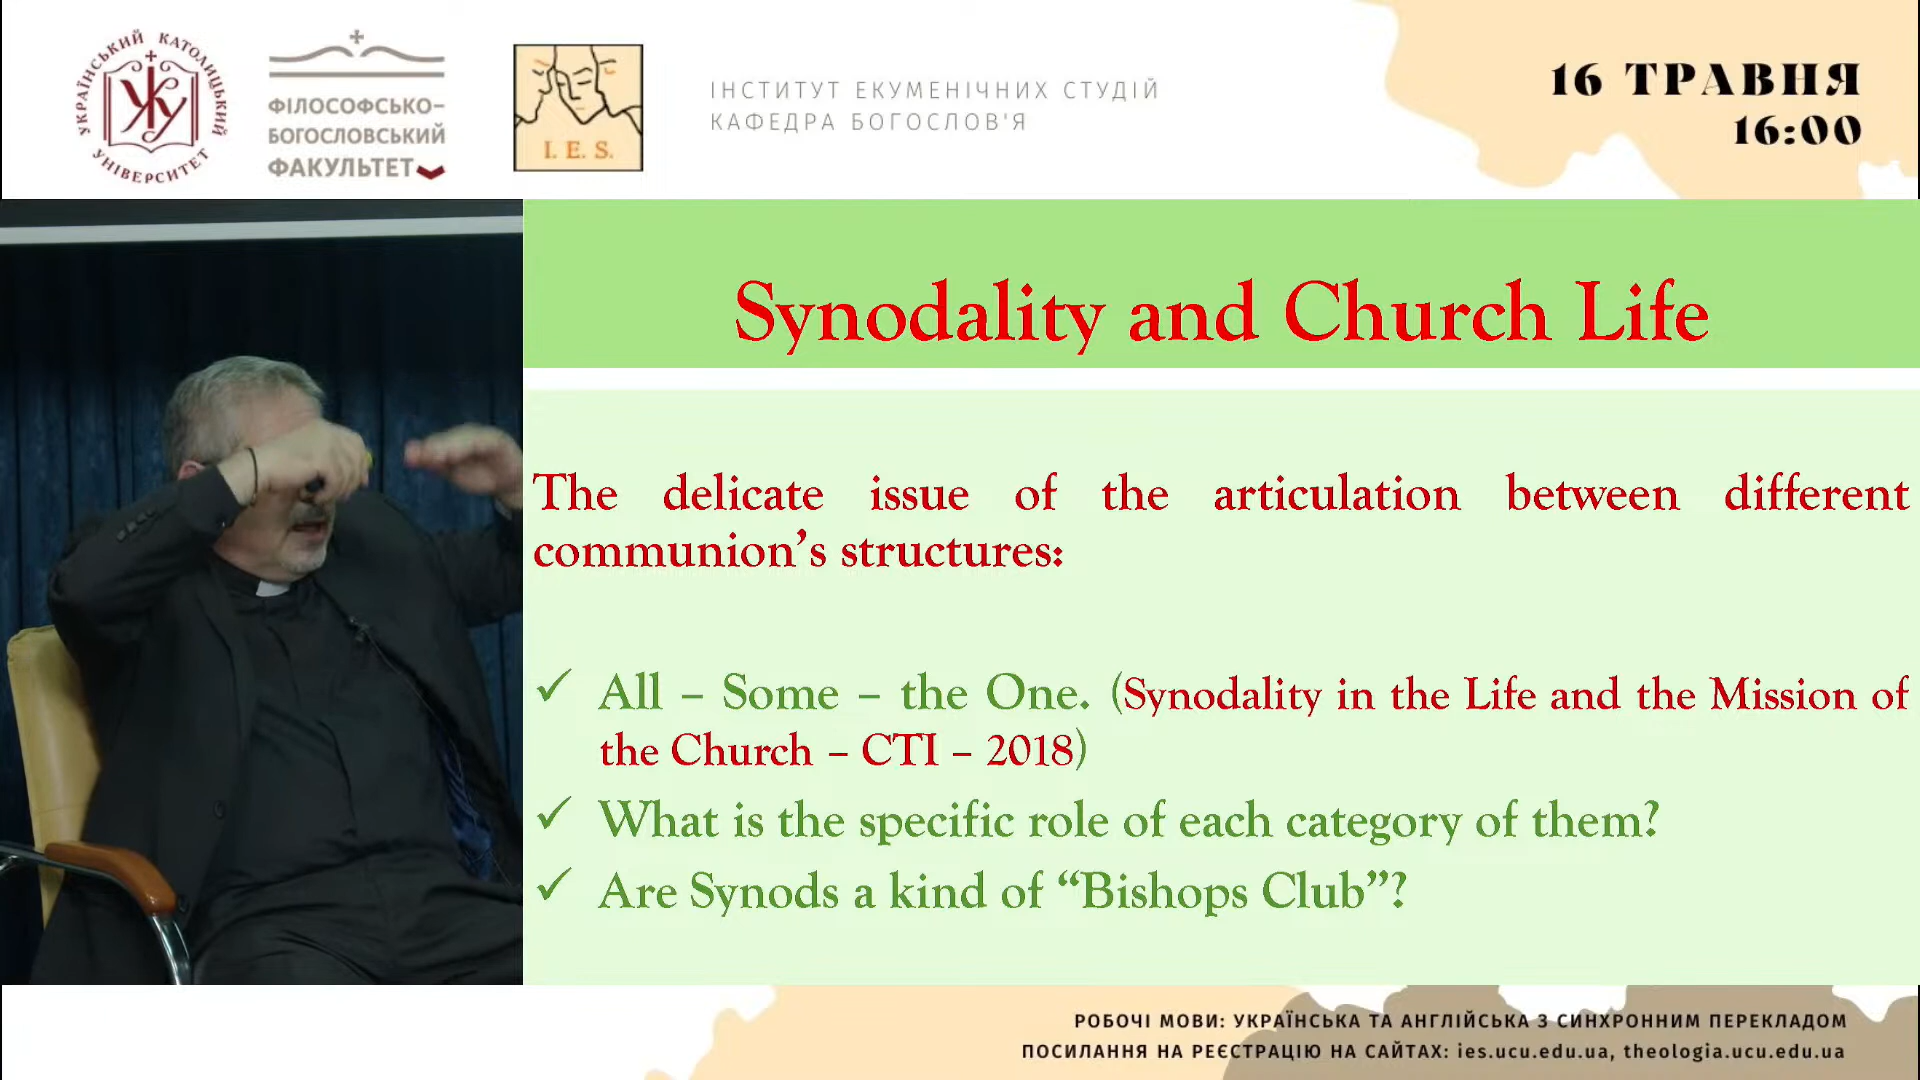 УКРАЇНСЬКИЙ КАТОЛИЦЬКИЙ УНІВЕРСИТЕТ
УКУ
ФІЛОСОФСЬКО-
БОГОСЛОВСЬКИЙ
ФАКУЛЬТЕТ
I. E. S.
ІНСТИТУТ ЕКУМЕНІЧНИХ СТУДІЙ
КАФЕДРА БОГОСЛОВ'Я
16 ТРАВНЯ
16:00
Synodality and Church Life
The delicate issue of the articulation between different
communion’s structures:
✓ All – Some – the One. (Synodality in the Life and the Mission of
the Church – CTI – 2018)
✓ What is the specific role of each category of them?
✓ Are Synods a kind of “Bishops Club”?
РОБОЧІ МОВИ: УКРАЇНСЬКА ТА АНГЛІЙСЬКА З СИНХРОННИМ ПЕРЕКЛАДОМ
ПОСИЛАННЯ НА РЕЄСТРАЦІЮ НА САЙТАХ: ies.ucu.edu.ua, theologia.ucu.edu.ua